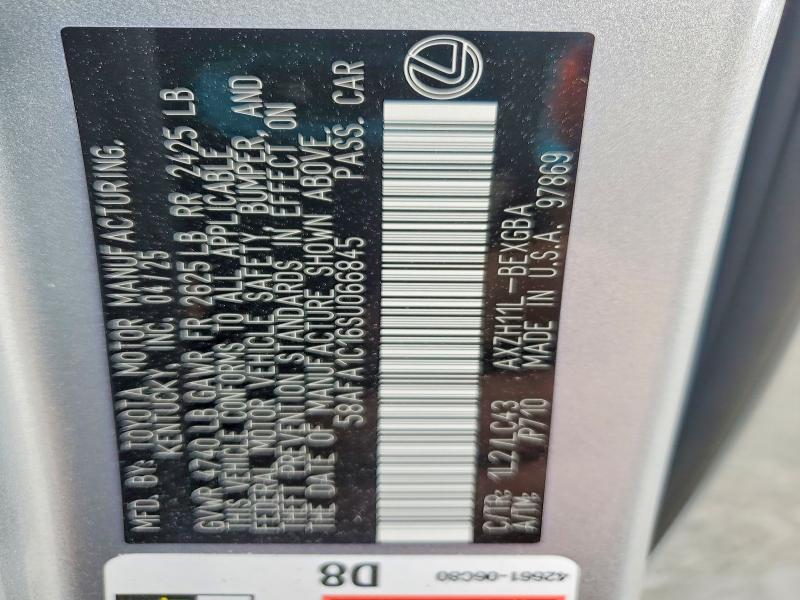 MFD. BY: TOYOTA MOTOR MANUFACTURING,
KENTUCKY, INC. 04/25
GVWR 4740 LB GAWR FR 2625 LB RR 2425 LB
THIS VEHICLE CONFORMS TO ALL APPLICABLE
FEDERAL MOTOR VEHICLE SAFETY, BUMPER, AND
THEFT PREVENTION STANDARDS IN EFFECT ON
THE DATE OF MANUFACTURE SHOWN ABOVE.
58AFA1C16SU066845 PASS. CAR
C/TR: 1L2/LC43 AXZH11L-BEXGBA
A/TM: /P710 MADE IN U.S.A. 97869
D8
42661-06C80